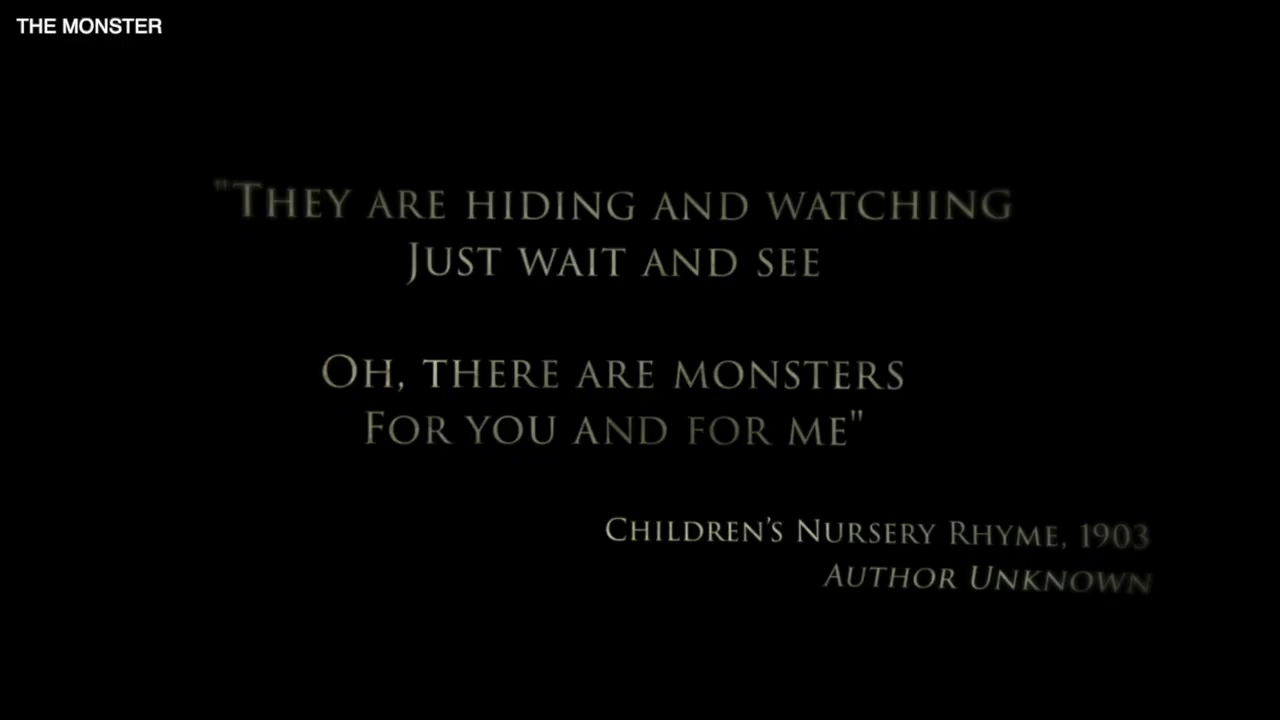 THE MONSTER
"THEY ARE HIDING AND WATCHING
JUST WAIT AND SEE
OH, THERE ARE MONSTERS
FOR YOU AND FOR ME"
CHILDREN'S NURSERY RHYME, 1903
AUTHOR UNKNOWN